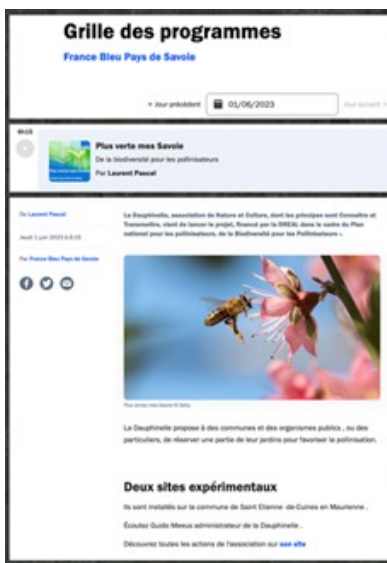 Grille des programmes
France Bleu Pays de Savoie
Jour précédent
01/06/2023
Jour suivant
Plus verte mes Savoie
De la biodiversité pour les pollinisateurs
Par Laurent Pascal
De Laurent Pascal
Jeudi 1 juin 2023 à 6:15
Par France Bleu Pays de Savoie
La Dauphinelle, association de Nature et Culture, dont les principes sont Connaître et
Transmettre, vient de lancer le projet, financé par la DREAL dans le cadre du Plan
national pour les pollinisateurs, de la Biodiversité pour les Pollinisateurs ».
Plus verte mes Savoie © Getty
La Dauphinelle propose à des communes et des organismes publics , ou des
particuliers, de réserver une partie de leur jardins pour favoriser la pollinisation.
Deux sites expérimentaux
Ils sont installés sur la commune de Saint Etienne de Cuines en Maurienne .
Écoutez Guido Meeus administrateur de la Dauphinelle .
Découvrez toutes les actions de l'association sur son site